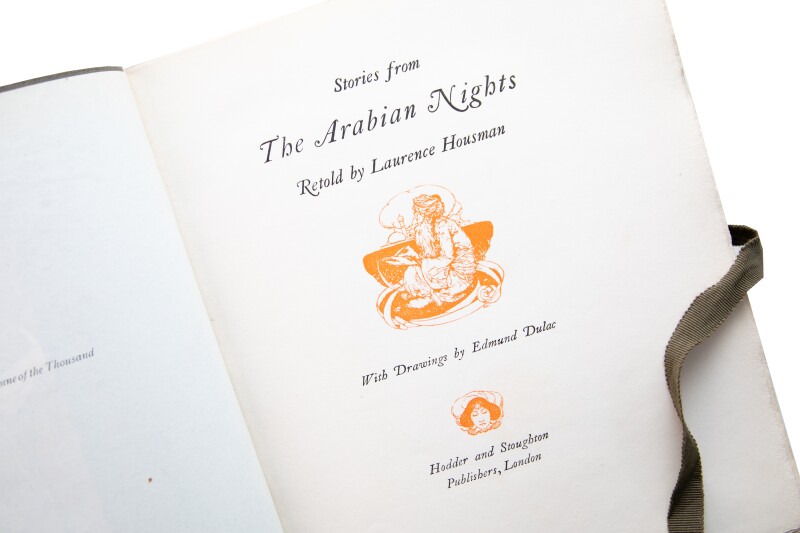 ome of the Thousand
Stories from
The Arabian Nights
Retold by Laurence Housman
With Drawings by Edmund Dulac
Hodder and Stoughton
Publishers, London